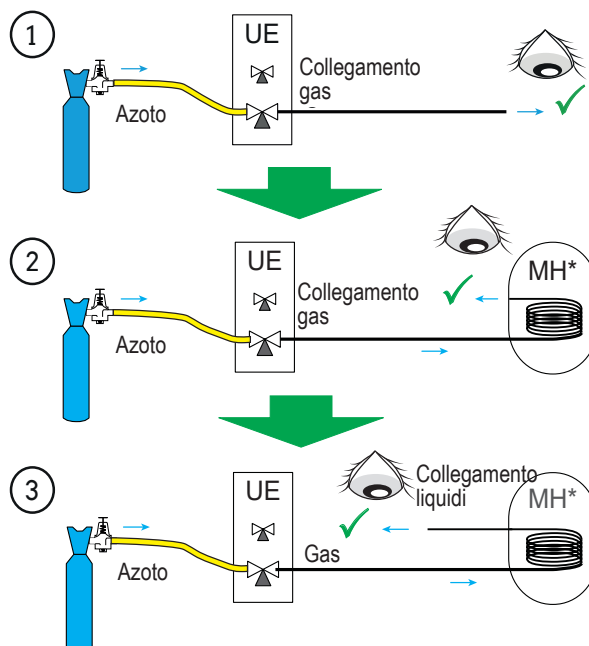 1
UE
Collegamento
gas
Azoto
2
UE
MH*
Collegamento
gas
Azoto
3
UE
Collegamento
liquidi
MH*
Gas
Azoto